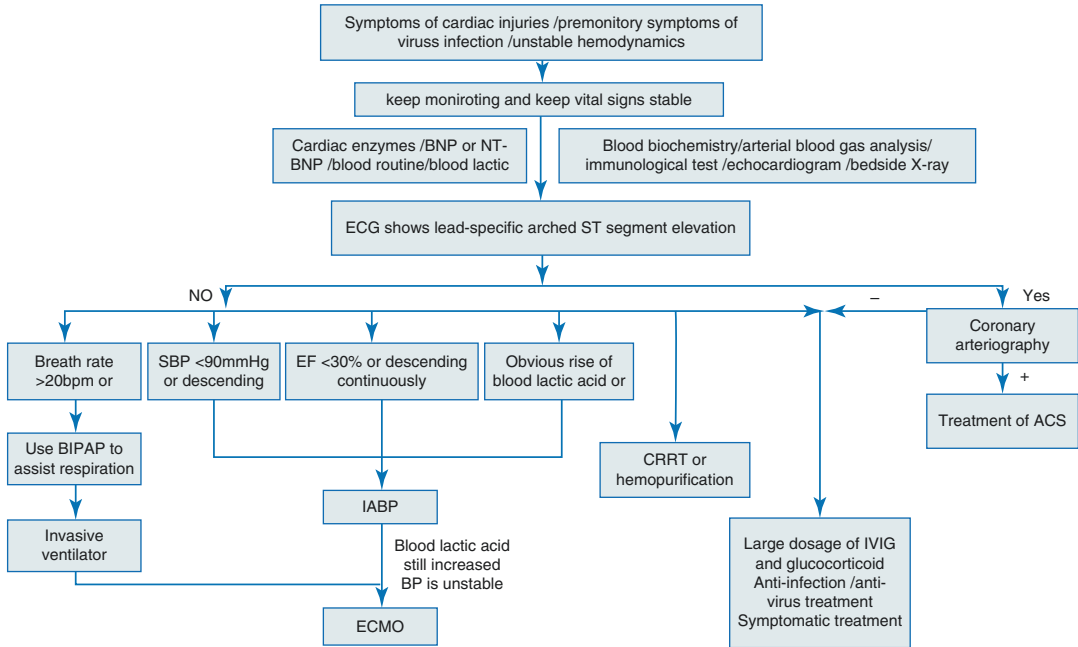 Symptoms of cardiac injuries /premonitory symptoms of
viruss infection /unstable hemodynamics
keep moniroting and keep vital signs stable
Cardiac enzymes /BNP or NT-
BNP /blood routine/blood lactic
Blood biochemistry/arterial blood gas analysis/
immunological test /echocardiogram /bedside X-ray
ECG shows lead-specific arched ST segment elevation
NO
–
Yes
Breath rate
>20bpm or
SBP <90mmHg
or descending
EF <30% or descending
continuously
Obvious rise of
blood lactic acid or
Coronary
arteriography
+
Treatment of ACS
Use BIPAP to
assist respiration
CRRT or
hemopurification
IABP
Invasive
ventilator
Blood lactic acid
still increased
BP is unstable
Large dosage of IVIG
and glucocorticoid
Anti-infection /anti-
virus treatment
Symptomatic treatment
ECMO